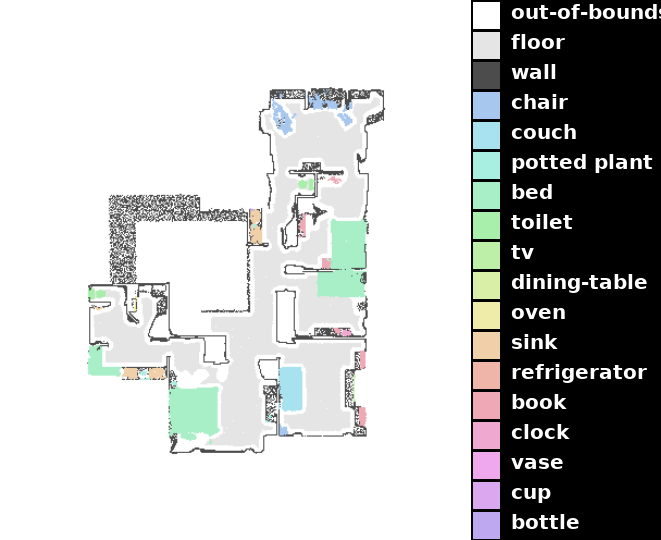 out-of-bounds
floor
wall
chair
couch
potted plant
bed
toilet
tv
dining-table
oven
sink
refrigerator
book
clock
vase
cup
bottle